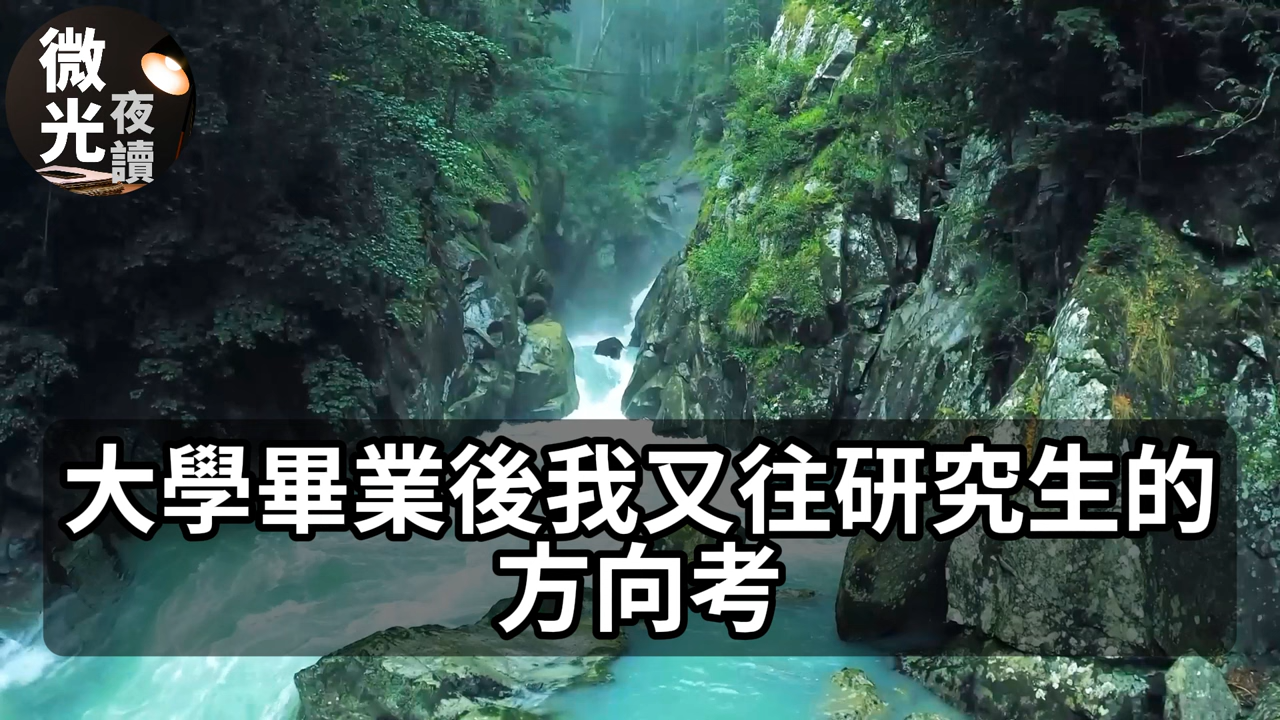 微光
夜讀
大學畢業後我又往研究生的
方向考